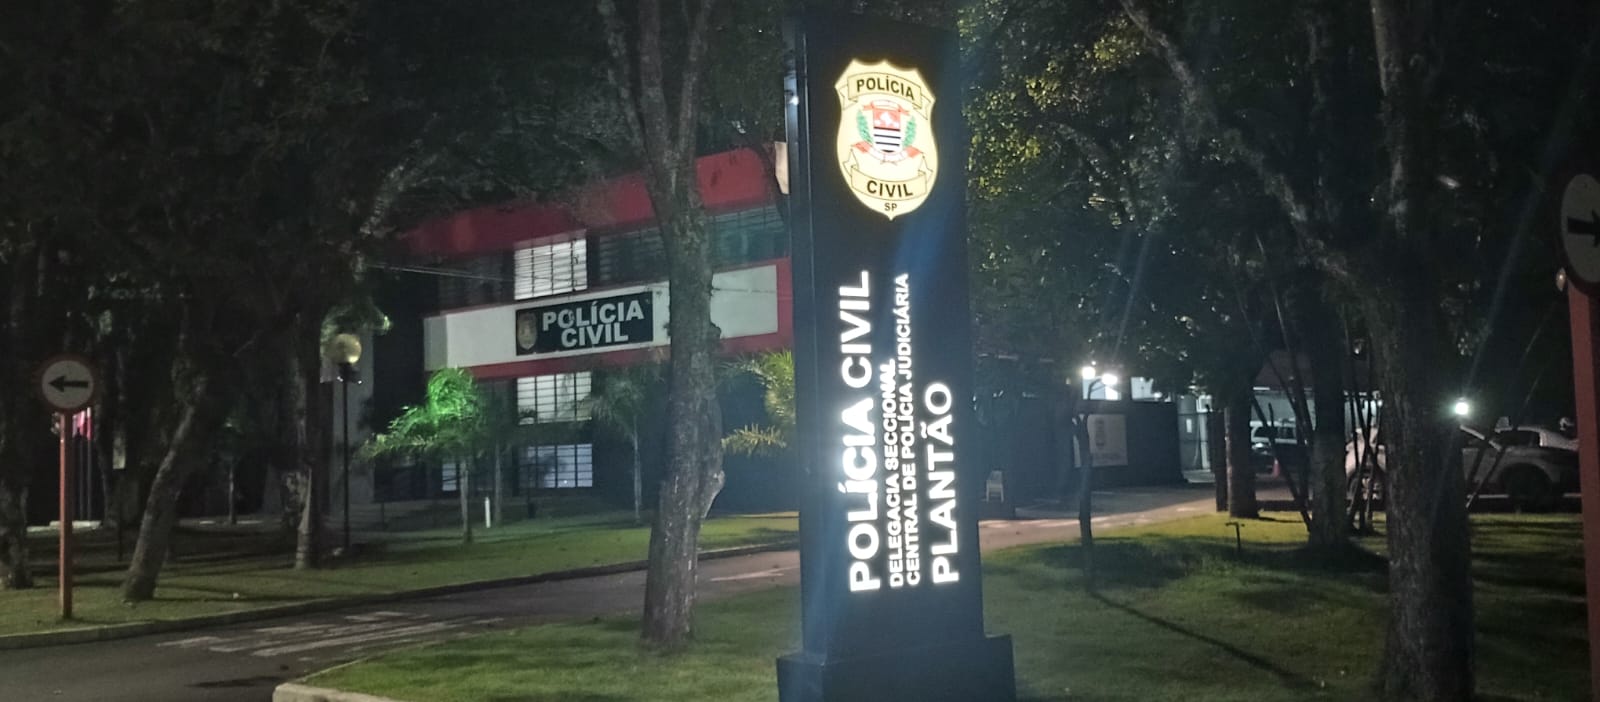 POLÍCIA
CIVIL
SP
POLÍCIA CIVIL
DELEGACIA SECCIONAL
CENTRAL DE POLÍCIA JUDICIÁRIA
PLANTÃO
POLÍCIA
CIVIL